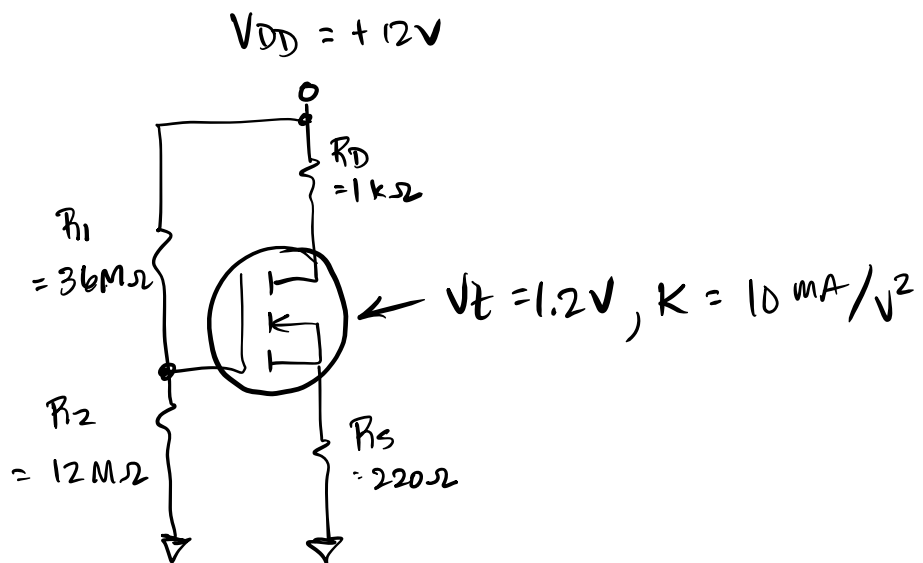 VDD = +12V
RD
=1kΩ
R1
= 36MΩ
Vt =1.2V, K = 10 mA/V²
R2
= 12MΩ
RS
=220Ω